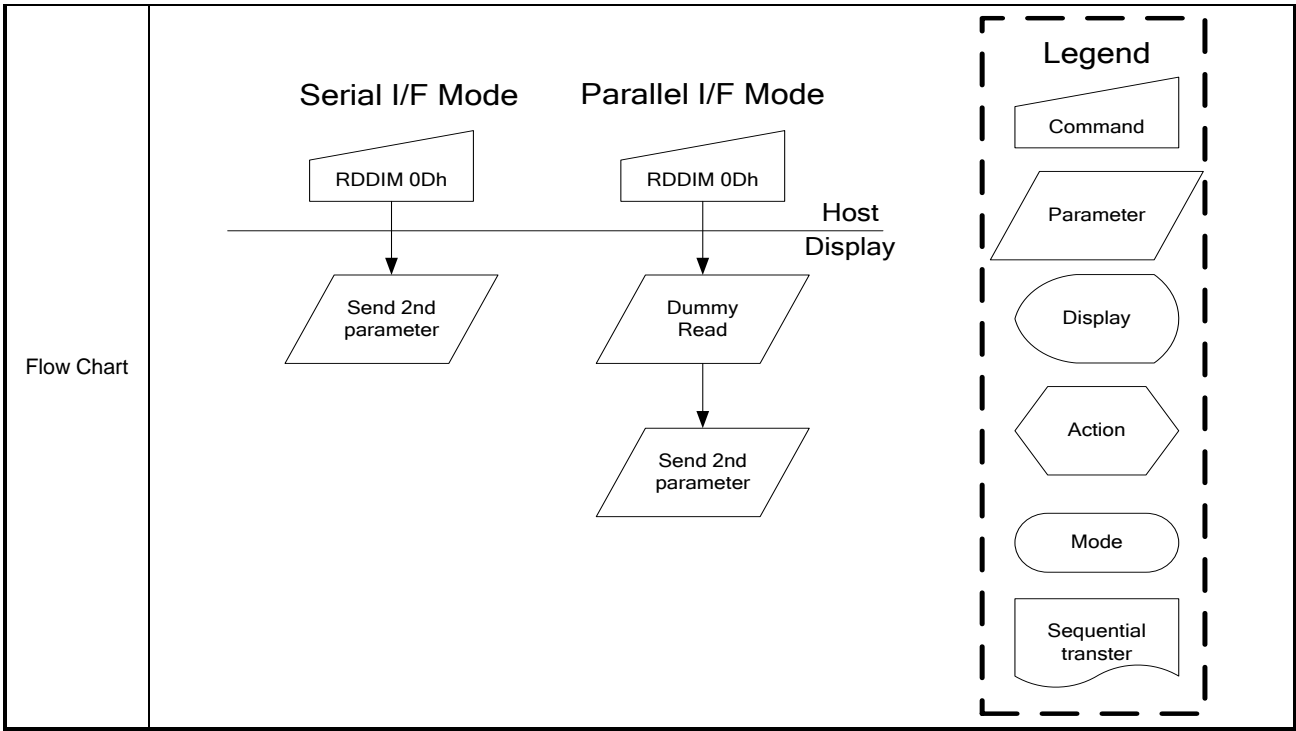 Flow Chart
Serial I/F Mode
RDDIM 0Dh
Send 2nd
parameter
Parallel I/F Mode
RDDIM 0Dh
Host
Display
Dummy
Read
Send 2nd
parameter
Legend
Command
Parameter
Display
Action
Mode
Sequential
transter